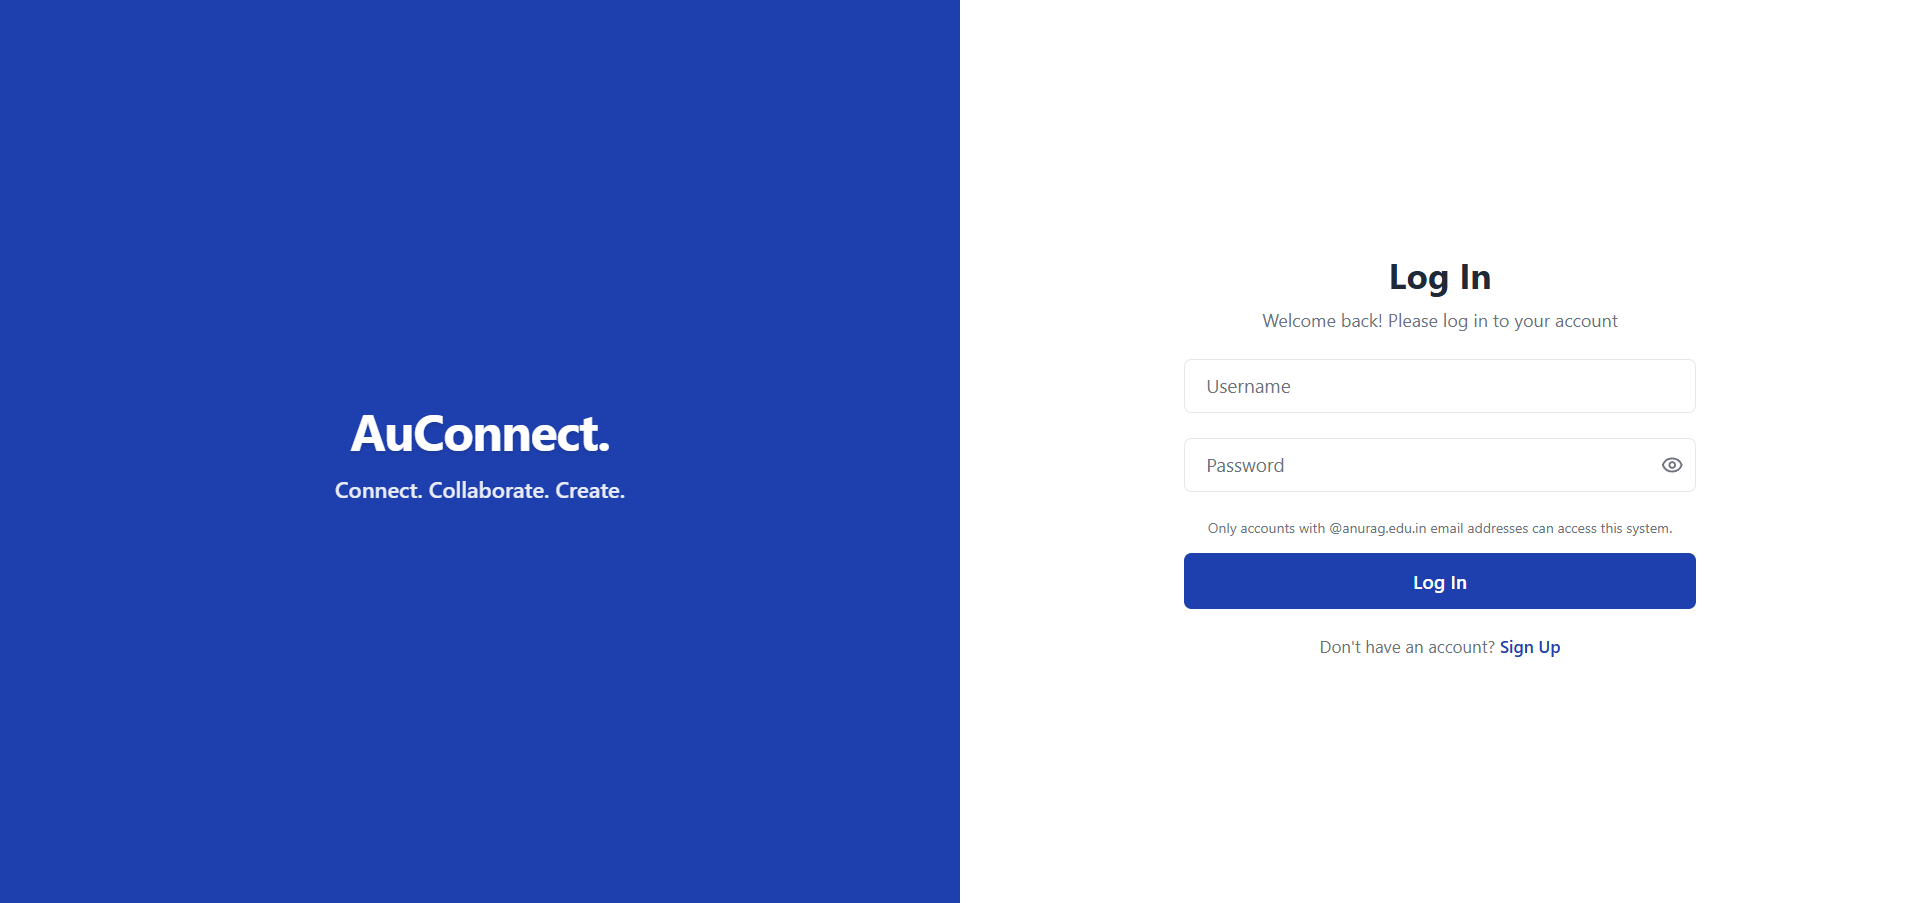 AuConnect.
Connect. Collaborate. Create.
Log In
Welcome back! Please log in to your account
Username
Password
Only accounts with @anurag.edu.in email addresses can access this system.
Log In
Don't have an account? Sign Up